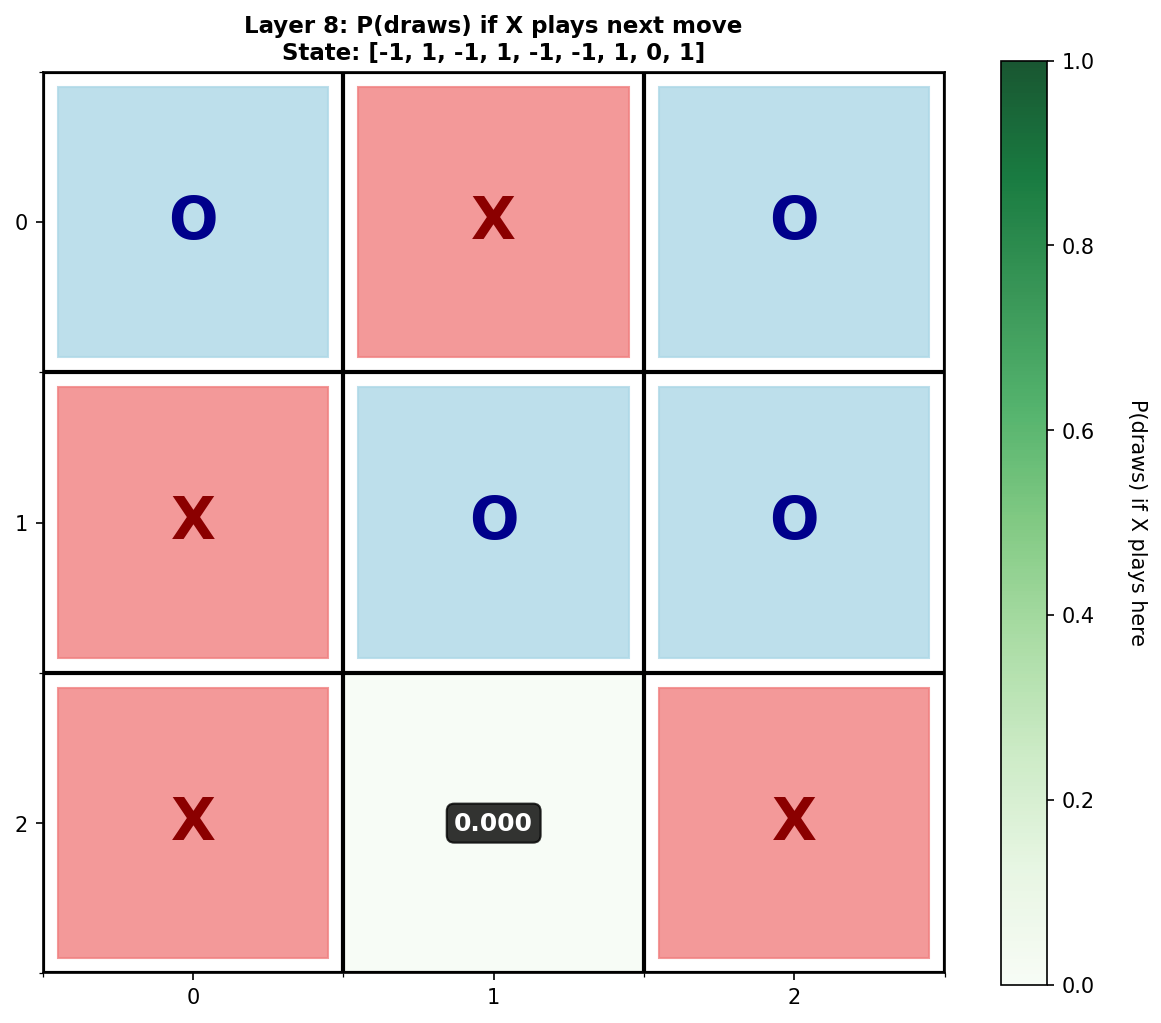 Layer 8: P(draws) if X plays next move
State: [-1, 1, -1, 1, -1, -1, 1, 0, 1]
O X O
X O O
X 0.000 X
0
1
2
0 1 2
1.0
0.8
0.6
0.4
0.2
0.0
P(draws) if X plays here